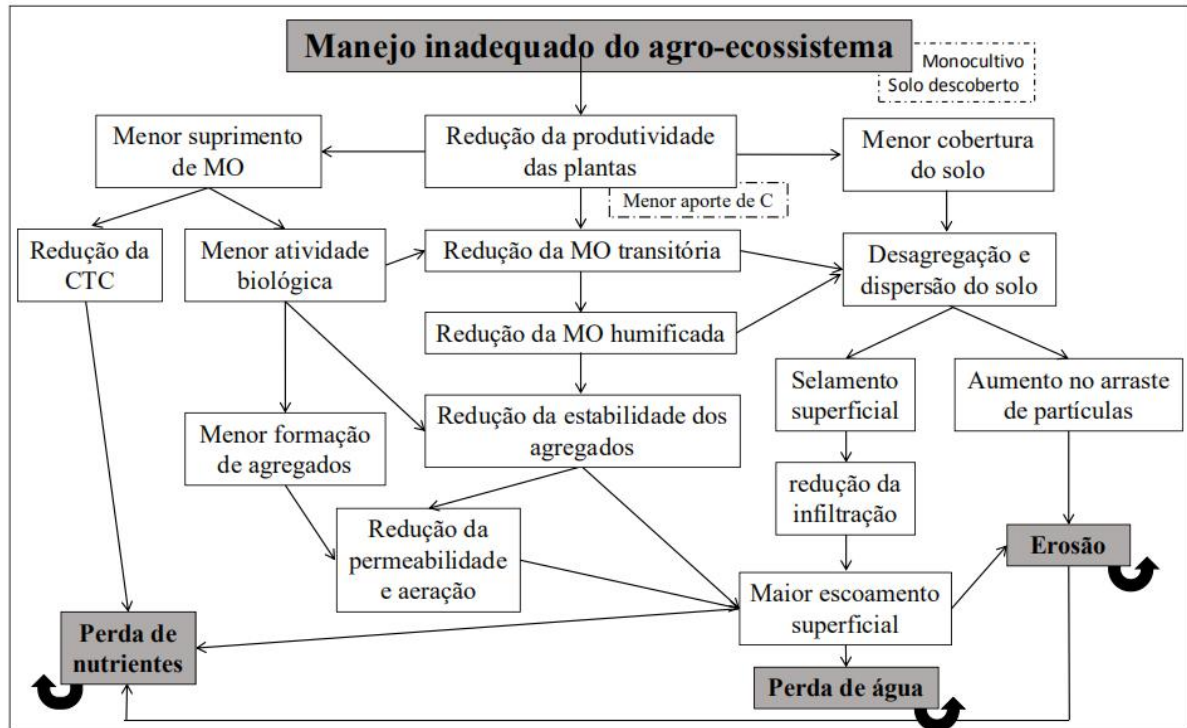 Manejo inadequado do agro-ecossistema
Monocultivo
Solo descoberto
Menor suprimento
de MO
Redução da produtividade
das plantas
Menor cobertura
do solo
Menor aporte de C
Redução da
CTC
Menor atividade
biológica
Redução da MO transitória
Desagregação e
dispersão do solo
Redução da MO humificada
Selamento
superficial
Aumento no arraste
de partículas
Menor formação
de agregados
Redução da estabilidade dos
agregados
redução da
infiltração
Redução da
permeabilidade
e aeração
Erosão
Maior escoamento
superficial
Perda de
nutrientes
Perda de água